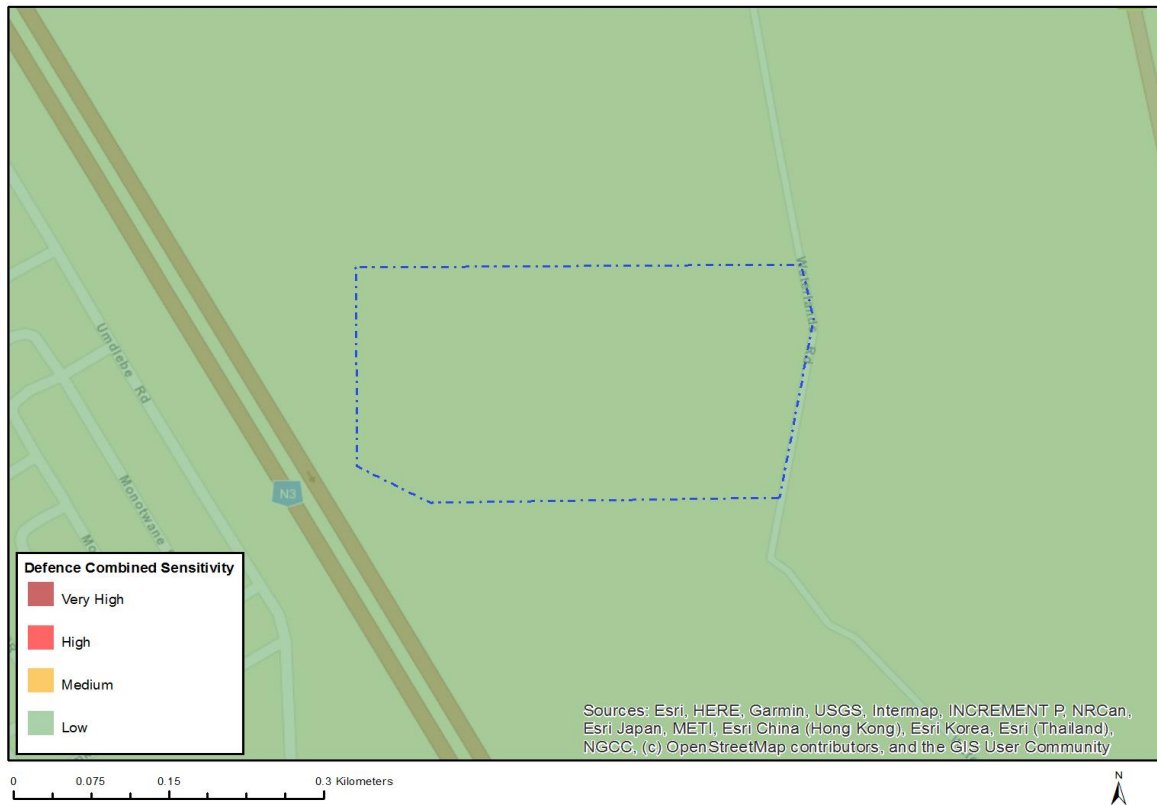 Waterlands Rd
Umdlebe Rd
Monotwane
N3
Defence Combined Sensitivity
Very High
High
Medium
Low
Sources: Esri, HERE, Garmin, USGS, Intermap, INCREMENT P, NRCan,
Esri Japan, METI, Esri China (Hong Kong), Esri Korea, Esri (Thailand),
NGCC, (c) OpenStreetMap contributors, and the GIS User Community
0 0.075 0.15 0.3 Kilometers
N